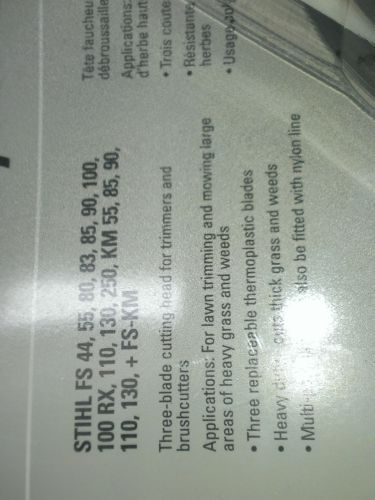 STIHL FS 44, 55, 80, 83, 85, 90, 100,
100 RX, 110, 130, 250, KM 55, 85, 90,
110, 130, + FS-KM
Three-blade cutting head for trimmers and
brushcutters
Applications: For lawn trimming and mowing large
areas of heavy grass and weeds
• Three replaceable thermoplastic blades
• Heavy cuts thick grass and weeds
• Multi also be fitted with nylon line
Tête faucheu
débroussaille
Applications:
d'herbe haut
• Trois coute
• Résistante
herbes
• Usage